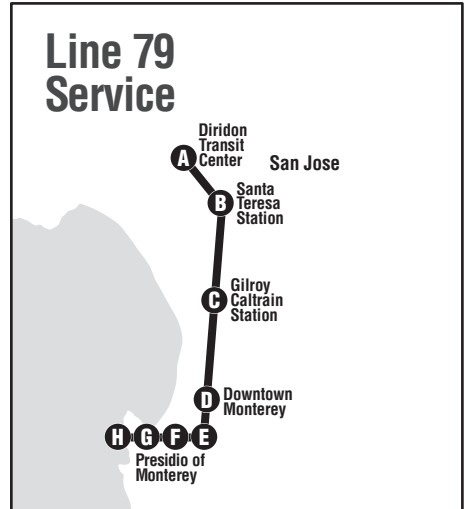 Line 79
Service
Diridon
Transit
Center
A
San Jose
B
Santa
Teresa
Station
C
Gilroy
Caltrain
Station
D
Downtown
Monterey
H G F E
Presidio of
Monterey